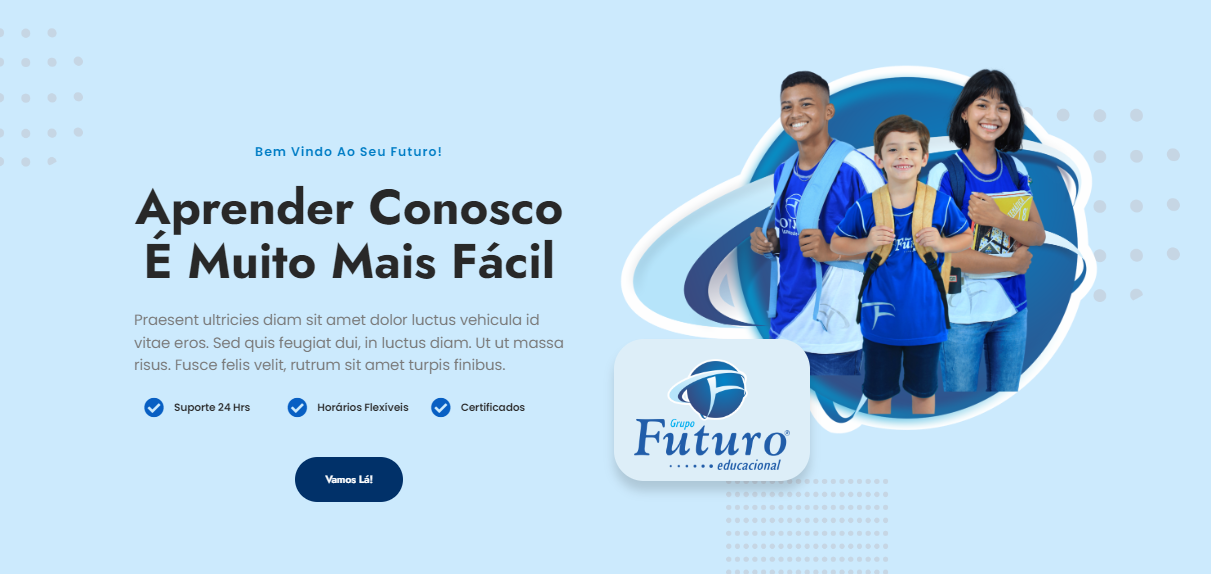 Bem Vindo Ao Seu Futuro!
Aprender Conosco
É Muito Mais Fácil
Praesent ultricies diam sit amet dolor luctus vehicula id
vitae eros. Sed quis feugiat dui, in luctus diam. Ut ut massa
risus. Fusce felis velit, rutrum sit amet turpis finibus.
Suporte 24 Hrs
Horários Flexíveis
Certificados
Vamos Lá!
Grupo
Futuro®
educacional